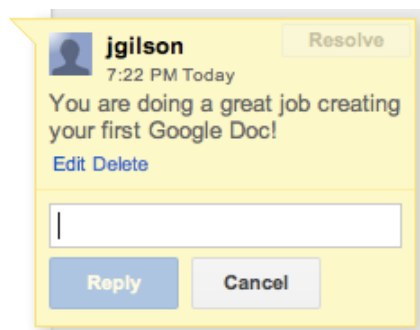 jgilson
Resolve
7:22 PM Today
You are doing a great job creating
your first Google Doc!
Edit Delete
Reply
Cancel